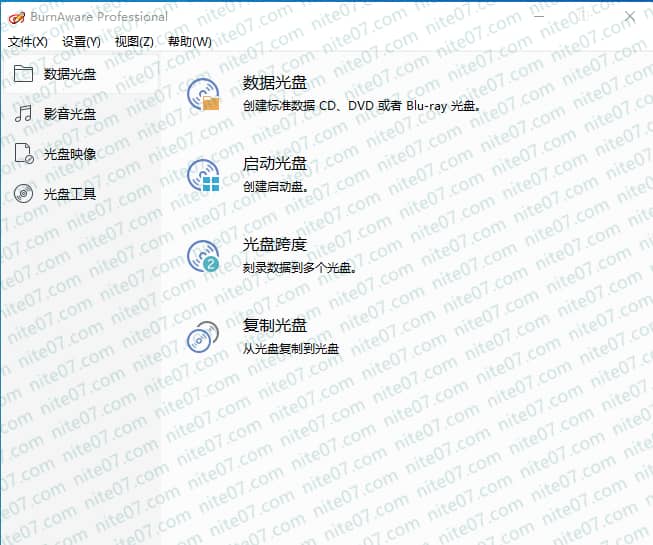 BurnAware Professional
文件(X) 设置(Y) 视图(Z) 帮助(W)
数据光盘
影音光盘
光盘映像
光盘工具
数据光盘
创建标准数据 CD、DVD 或者 Blu-ray 光盘。
启动光盘
创建启动盘。
光盘跨度
2
刻录数据到多个光盘。
复制光盘
从光盘复制到光盘
nite07.com